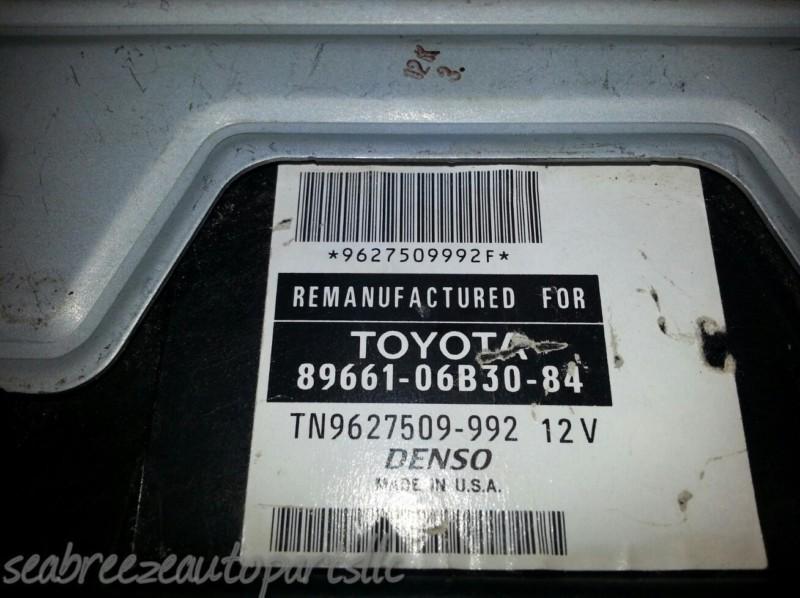 *9627509992F*
REMANUFACTURED FOR
TOYOTA
89661-06B30-84
TN9627509-992 12V
DENSO
MADE IN U.S.A.
seabreezeautopartsllc